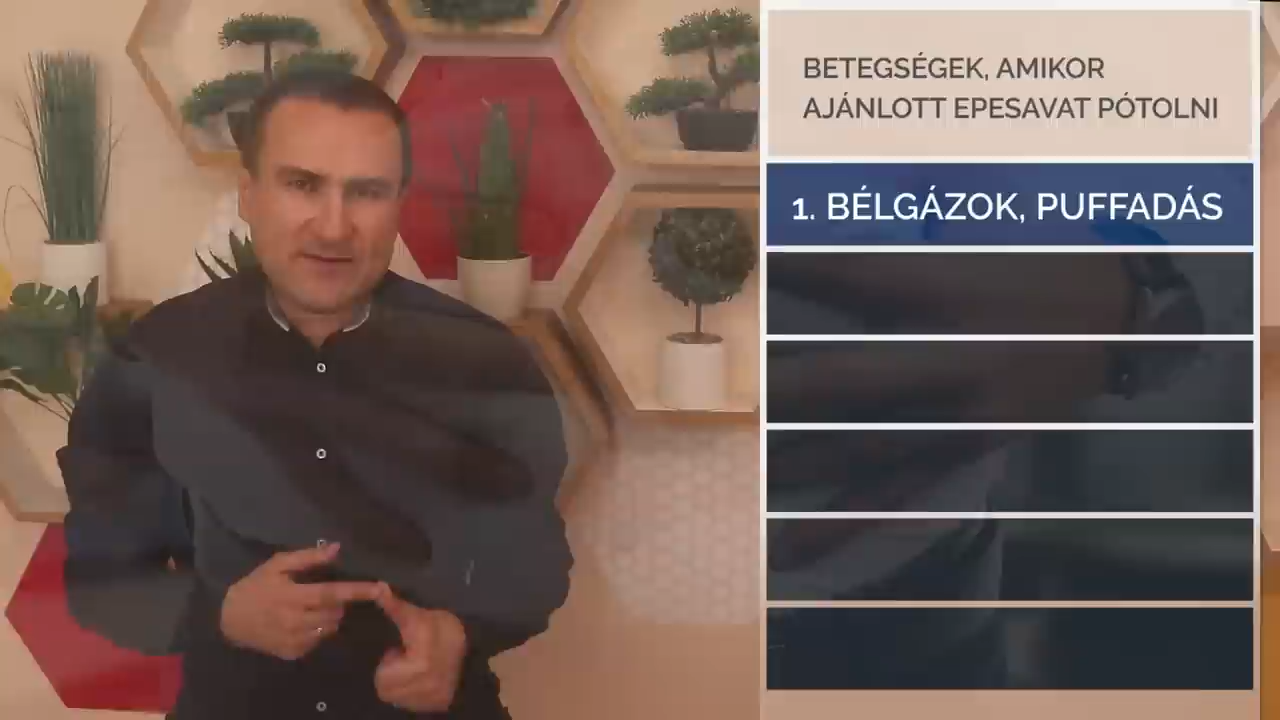 BETEGSÉGEK, AMIKOR
AJÁNLOTT EPESAVAT PÓTOLNI
1. BÉLGÁZOK, PUFFADÁS